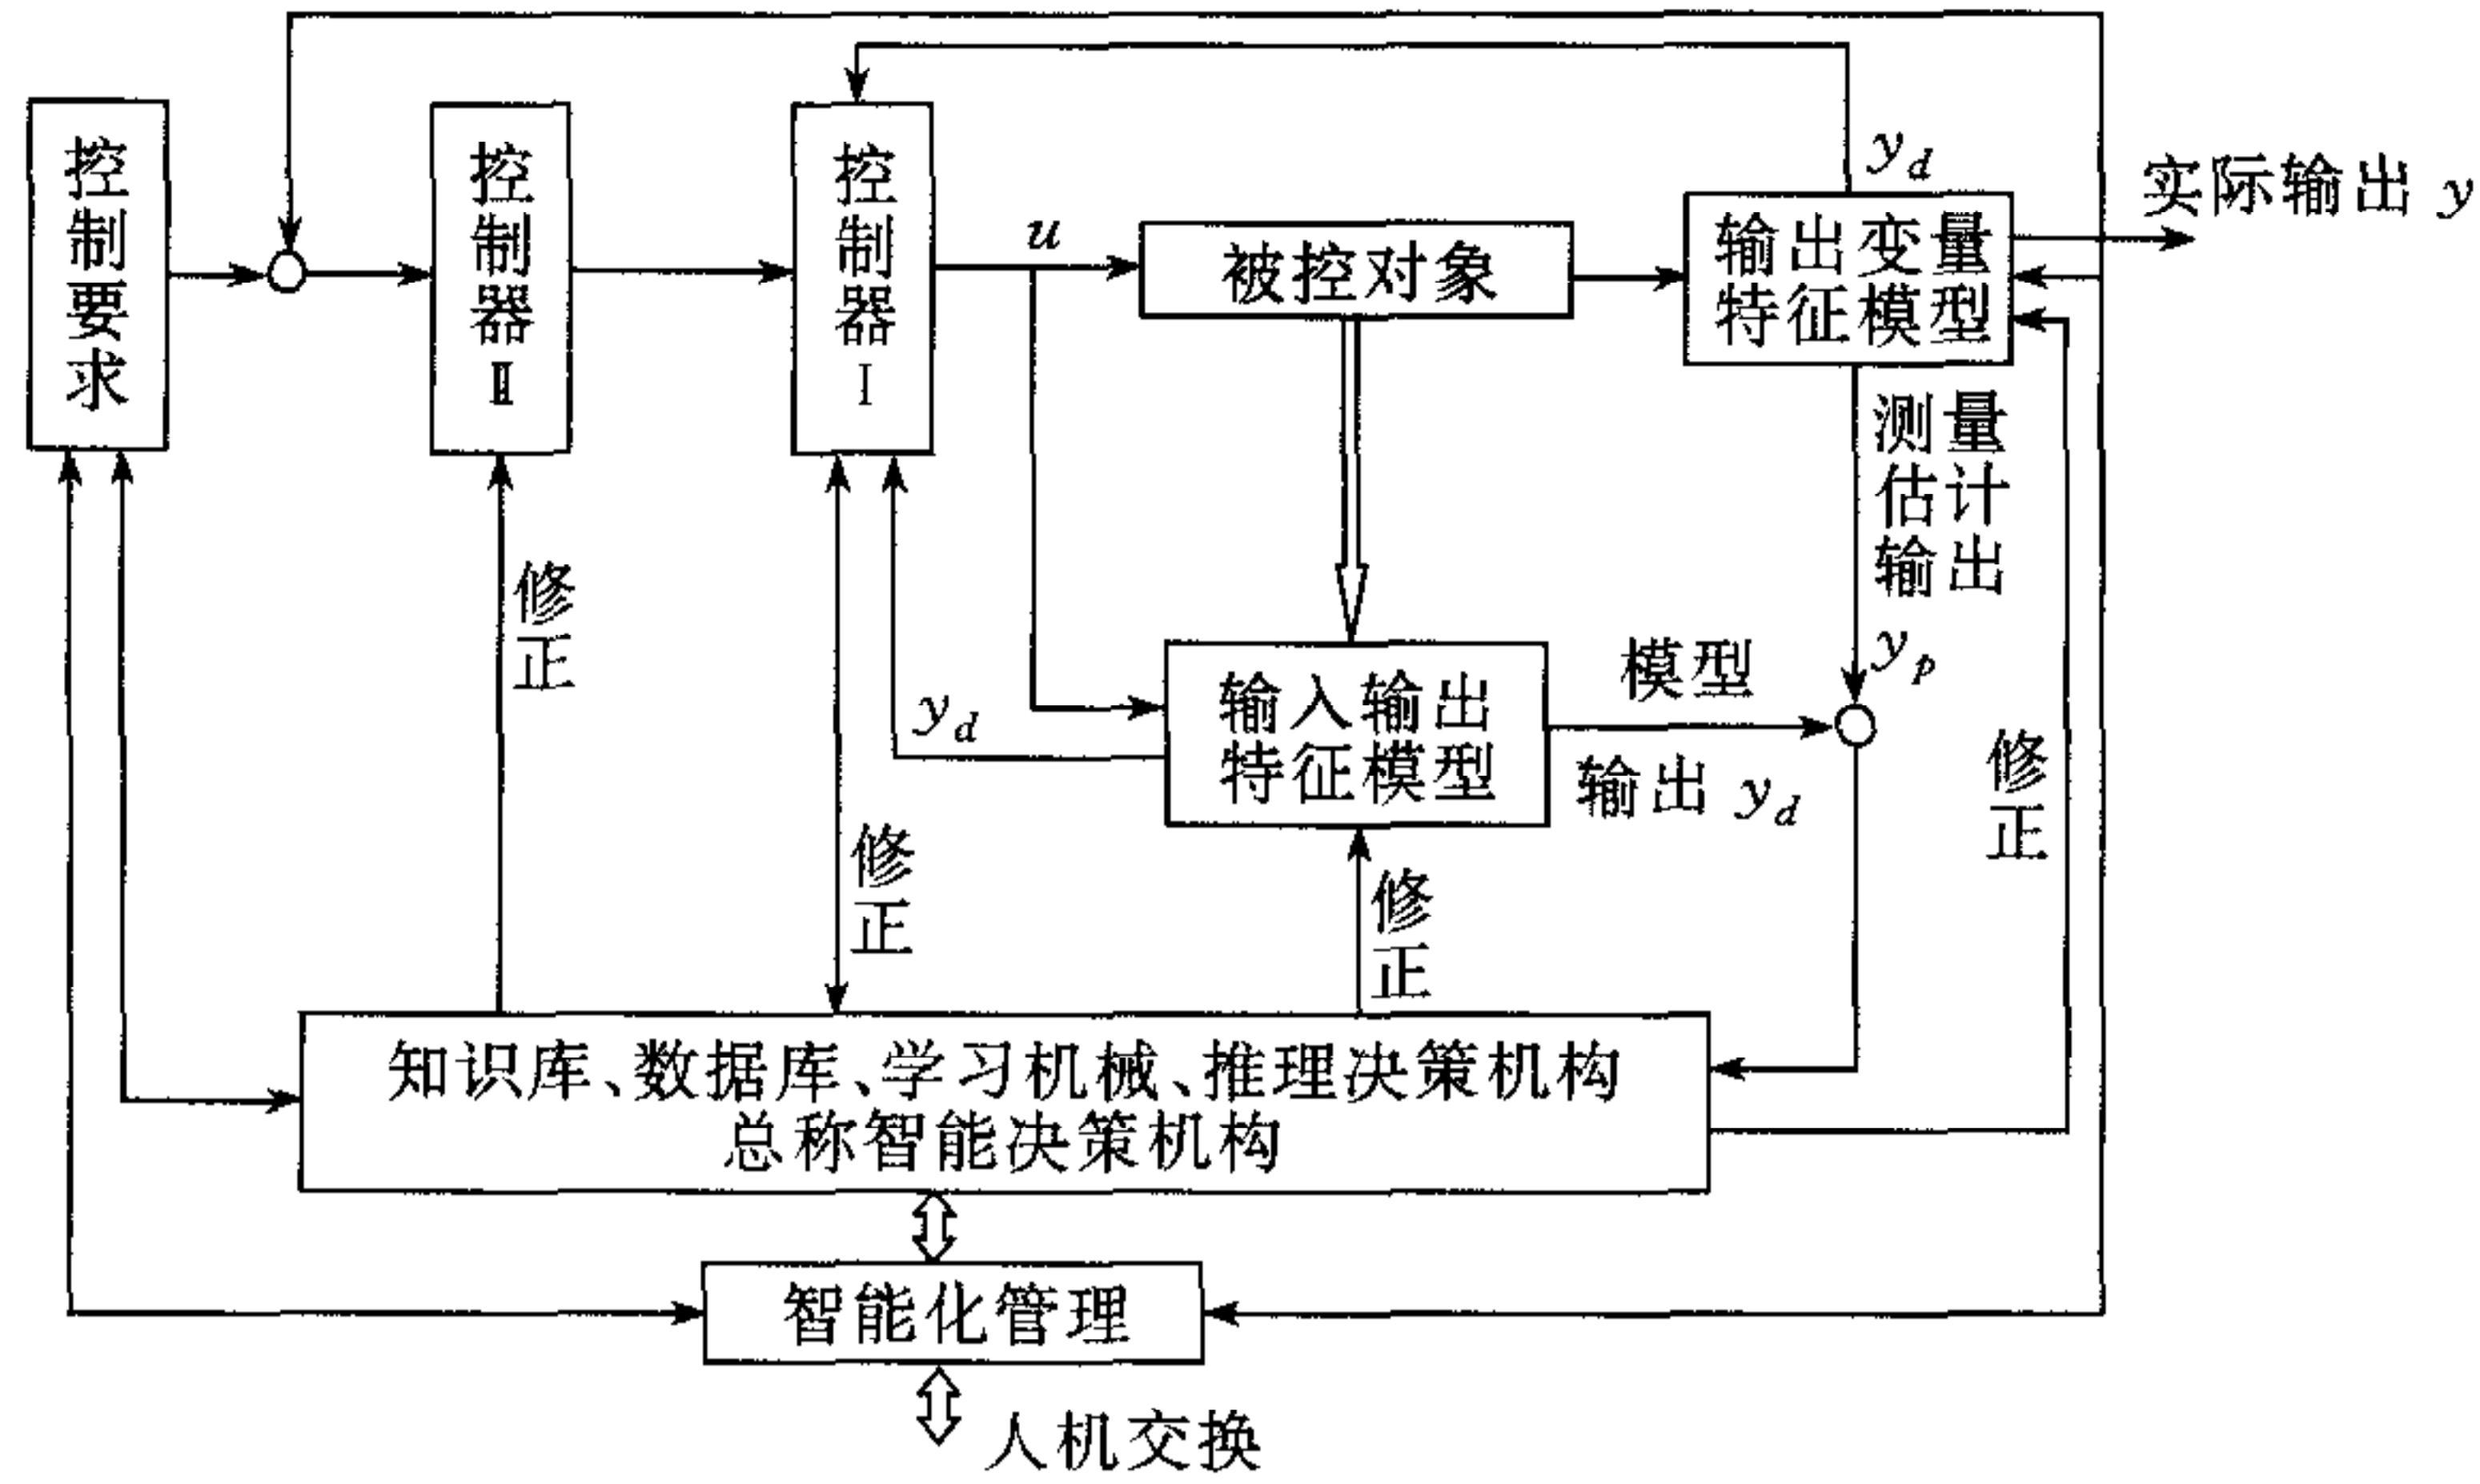 控制要求
控制器Ⅱ
控制器Ⅰ
u
被控对象
y_d
输出变量
特征模型
实际输出 y
测量估计输出
y_p
修正
修正
修正
修正
y_d
输入输出
特征模型
模型
输出 y_d
知识库、数据库、学习机械、推理决策机构
总称智能决策机构
智能化管理
人机交换